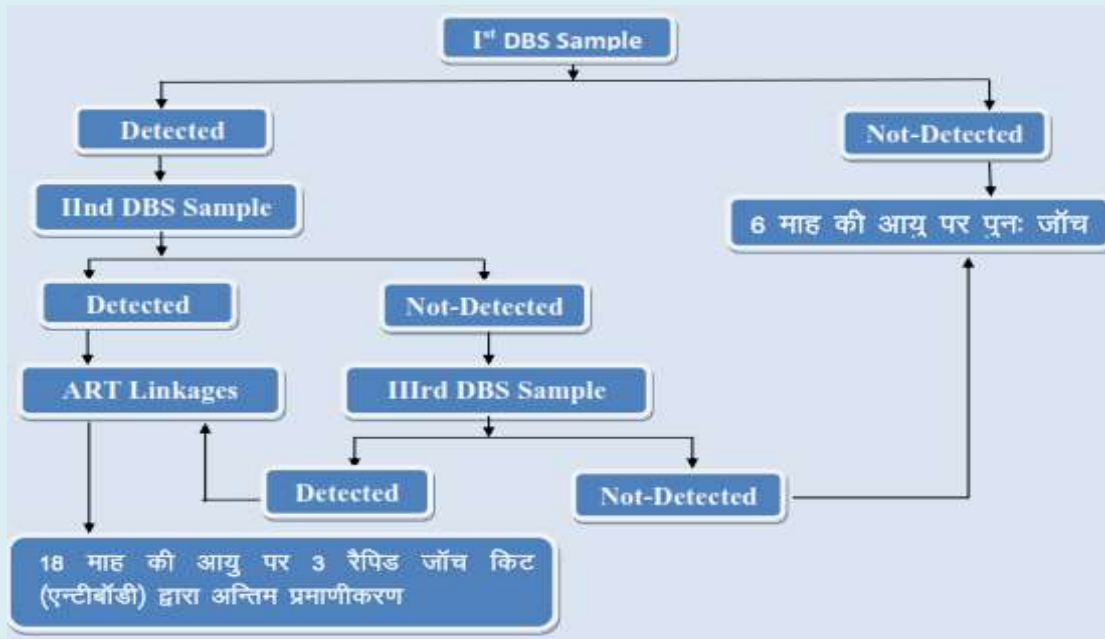 Iˢᵗ DBS Sample
Detected
Not-Detected
IInd DBS Sample
6 माह की आयु पर पुनः जॉच
Detected
Not-Detected
ART Linkages
IIIrd DBS Sample
Detected
Not-Detected
18 माह की आयु पर 3 रैपिड जॉच किट
(एन्टीबॉडी) द्वारा अन्तिम प्रमाणीकरण